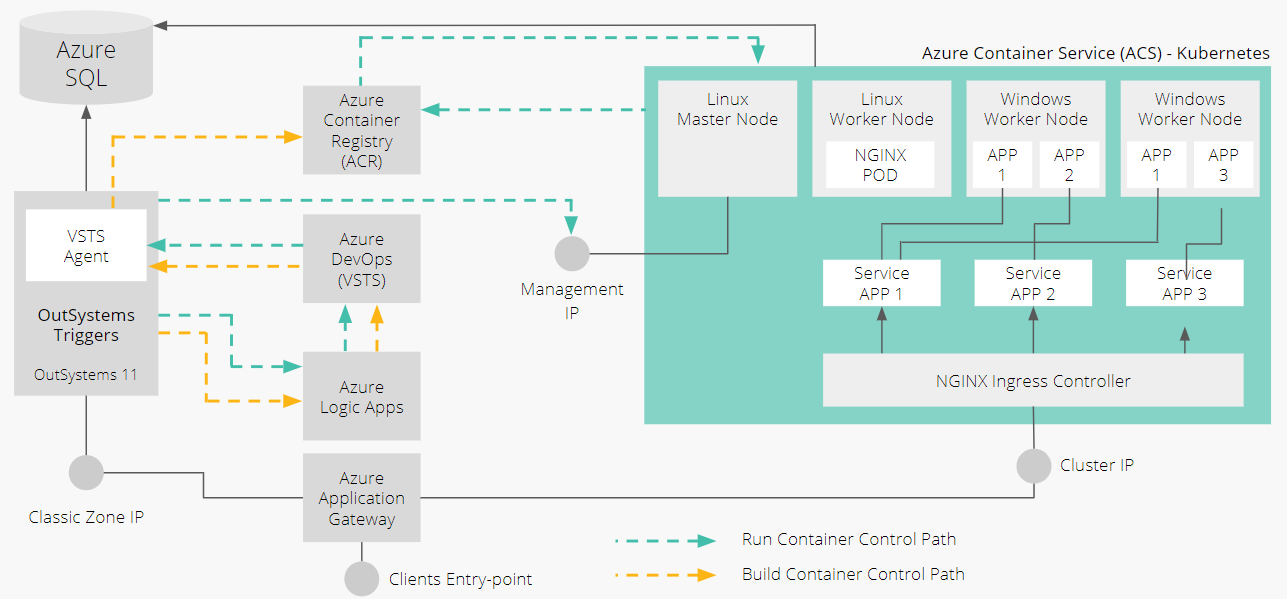 Azure
SQL
Azure Container Service (ACS) - Kubernetes
Azure
Container
Registry
(ACR)
Linux
Master Node
Linux
Worker Node
NGINX
POD
Windows
Worker Node
APP
1
APP
2
Windows
Worker Node
APP
1
APP
3
VSTS
Agent
OutSystems
Triggers
OutSystems 11
Azure
DevOps
(VSTS)
Management
IP
Service
APP 1
Service
APP 2
Service
APP 3
Azure
Logic Apps
NGINX Ingress Controller
Classic Zone IP
Azure
Application
Gateway
Cluster IP
Clients Entry-point
Run Container Control Path
Build Container Control Path